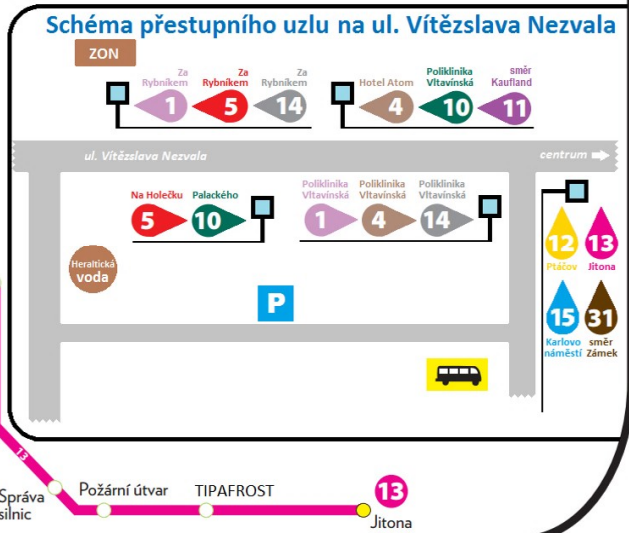 Schéma přestupního uzlu na ul. Vítězslava Nezvala
ZON
Za
Rybníkem
1
Za
Rybníkem
5
Za
Rybníkem
14
Hotel Atom
4
Poliklinika
Vltavínská
10
směr
Kaufland
11
ul. Vítězslava Nezvala
centrum
Na Holečku
5
Palackého
10
Poliklinika
Vltavínská
1
Poliklinika
Vltavínská
4
Poliklinika
Vltavínská
14
12
Ptáčov
13
Jitona
Heraltická
voda
P
15
Karlovo
náměstí
31
směr
Zámek
13
Správa
silnic
Požární útvar
TIPAFROST
13
Jitona